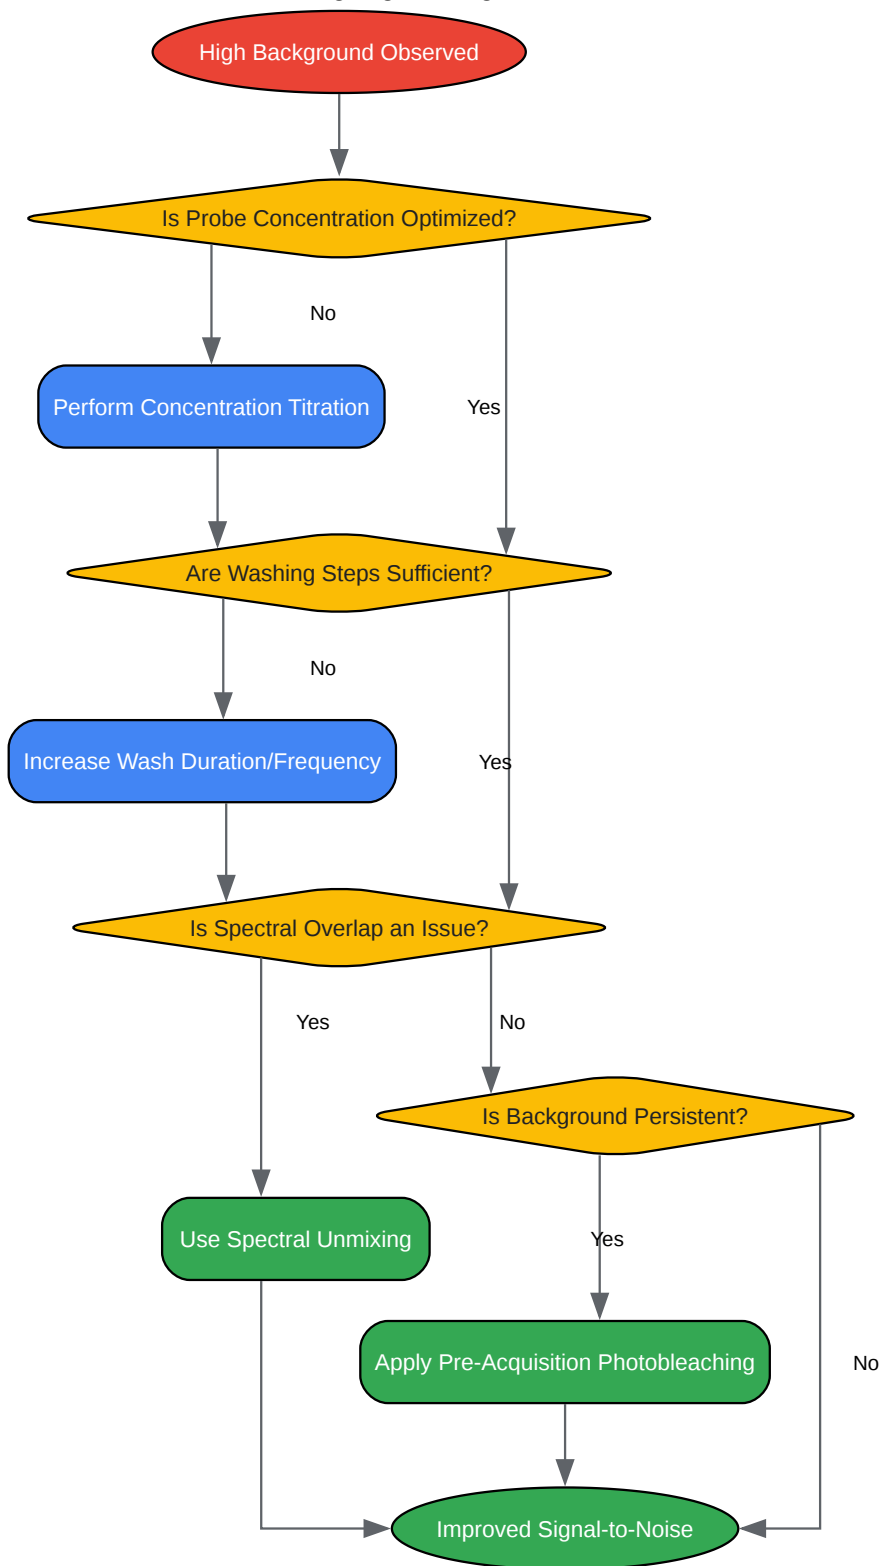 High Background Observed
Is Probe Concentration Optimized?
No
Perform Concentration Titration
Yes
Are Washing Steps Sufficient?
No
Increase Wash Duration/Frequency
Yes
Is Spectral Overlap an Issue?
Yes
No
Is Background Persistent?
Use Spectral Unmixing
Yes
Apply Pre-Acquisition Photobleaching
No
Improved Signal-to-Noise